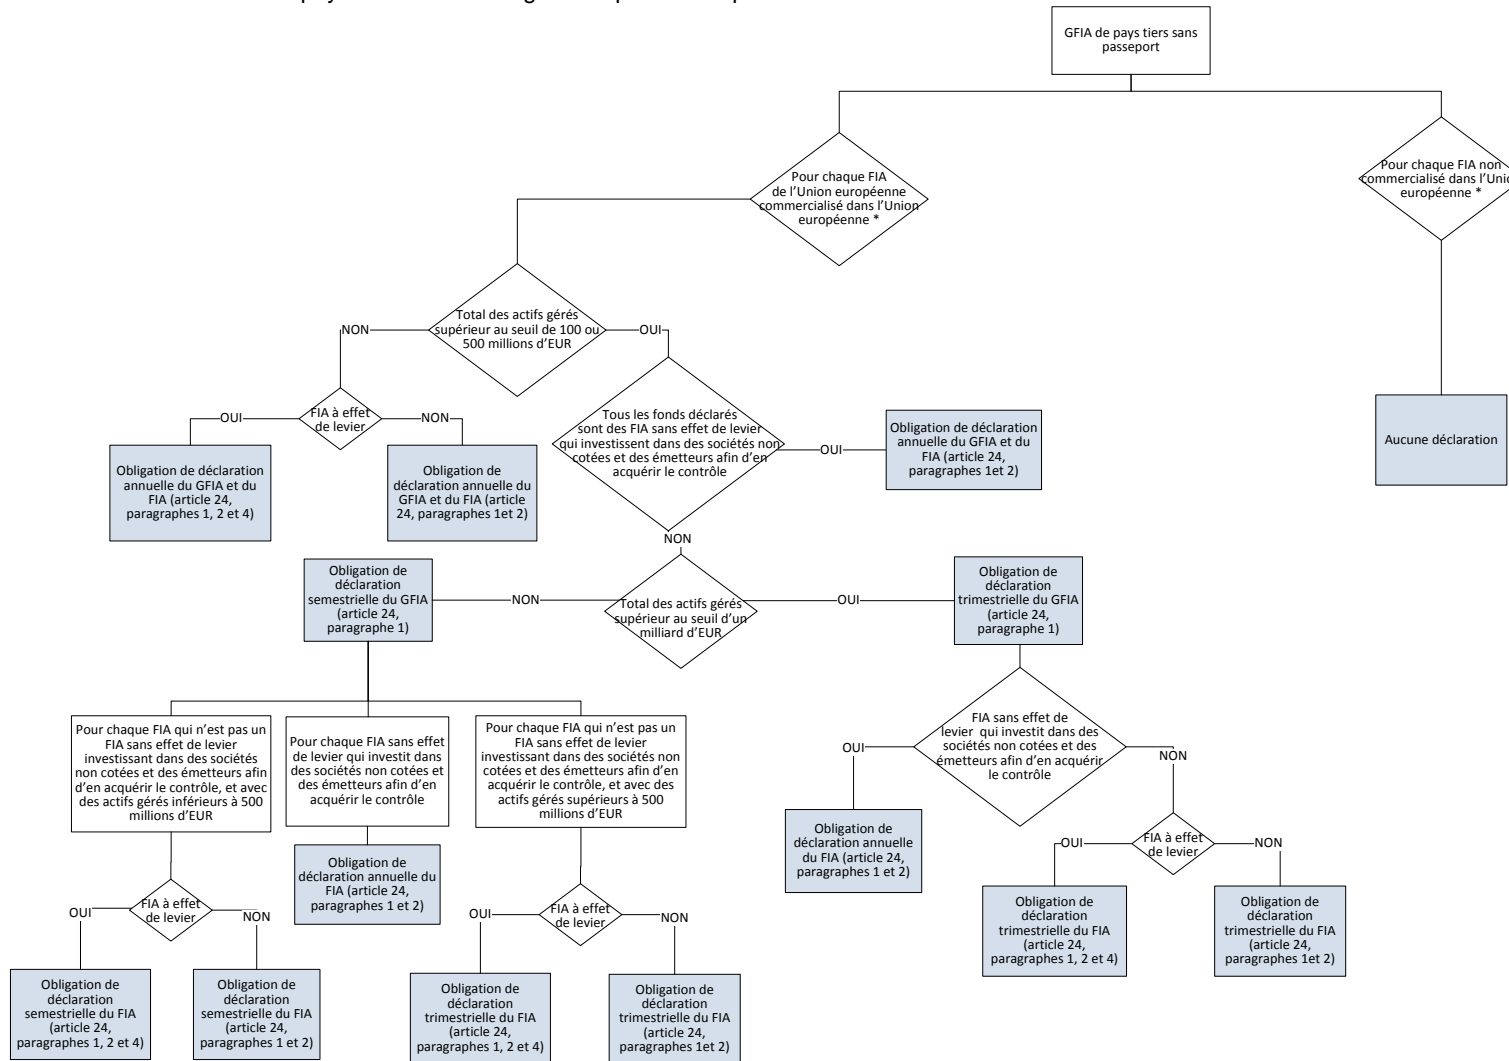 GFIA de pays tiers sans
passeport
Pour chaque FIA
de l'Union européenne
commercialisé dans l'Union
européenne *
Pour chaque FIA non
commercialisé dans l'Unio
européenne *
Total des actifs gérés
supérieur au seuil de 100 ou
500 millions d'EUR
NON
OUI
FIA à effet
de levier
OUI
NON
Tous les fonds déclarés
sont des FIA sans effet de levier
qui investissent dans des sociétés non
cotées et des émetteurs afin d'en
acquérir le contrôle
OUI
Obligation de déclaration
annuelle du GFIA et du
FIA (article 24,
paragraphes 1et 2)
Aucune déclaration
Obligation de déclaration
annuelle du GFIA et du
FIA (article 24,
paragraphes 1, 2 et 4)
Obligation de
déclaration annuelle du
GFIA et du FIA (article
24, paragraphes 1et 2)
NON
Obligation de
déclaration
semestrielle du GFIA
(article 24,
paragraphe 1)
NON
Total des actifs gérés
supérieur au seuil d'un
milliard d'EUR
OUI
Obligation de
déclaration
trimestrielle du GFIA
(article 24,
paragraphe 1)
Pour chaque FIA qui n'est pas un
FIA sans effet de levier
investissant dans des sociétés
non cotées et des émetteurs afin
d'en acquérir le contrôle, et avec
des actifs gérés inférieurs à 500
millions d'EUR
Pour chaque FIA sans effet
de levier qui investit dans
des sociétés non cotées et
des émetteurs afin d'en
acquérir le contrôle
Pour chaque FIA qui n'est pas un
FIA sans effet de levier
investissant dans des sociétés non
cotées et des émetteurs afin d'en
acquérir le contrôle, et avec des
actifs gérés supérieurs à 500
millions d'EUR
FIA sans effet de
levier qui investit dans des
sociétés non cotées et des
émetteurs afin d'en acquérir
le contrôle
OUI
NON
Obligation de
déclaration annuelle
du FIA (article 24,
paragraphes 1 et 2)
FIA à effet
de levier
OUI
NON
Obligation de
déclaration annuelle du
FIA (article 24,
paragraphes 1 et 2)
Obligation de
déclaration
trimestrielle du FIA
(article 24,
paragraphes 1, 2 et 4)
Obligation de
déclaration
trimestrielle du FIA
(article 24,
paragraphes 1et 2)
FIA à effet
de levier
OUI
NON
FIA à effet
de levier
OUI
NON
Obligation de
déclaration
semestrielle du FIA
(article 24,
paragraphes 1, 2 et 4)
Obligation de
déclaration
semestrielle du FIA
(article 24,
paragraphes 1 et 2)
Obligation de
déclaration
trimestrielle du FIA
(article 24,
paragraphes 1, 2 et 4)
Obligation de
déclaration
trimestrielle du FIA
(article 24,
paragraphes 1et 2)